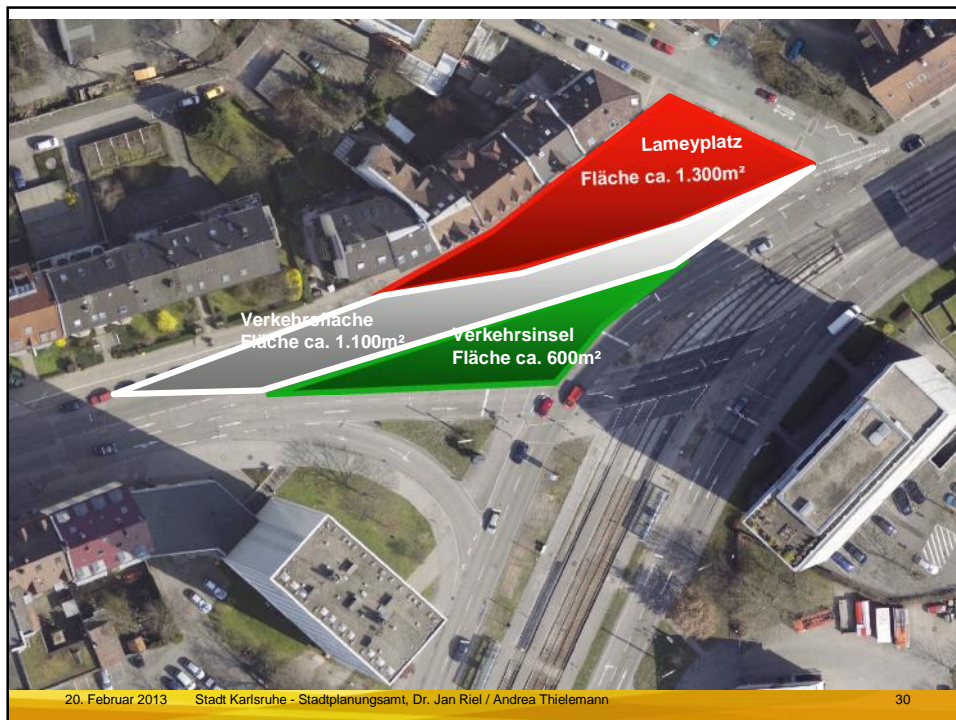 Lameyplatz
Fläche ca. 1.300m²
Verkehrsfläche
Fläche ca. 1.100m²
Verkehrsinsel
Fläche ca. 600m²
20. Februar 2013 Stadt Karlsruhe - Stadtplanungsamt, Dr. Jan Riel / Andrea Thielemann 30